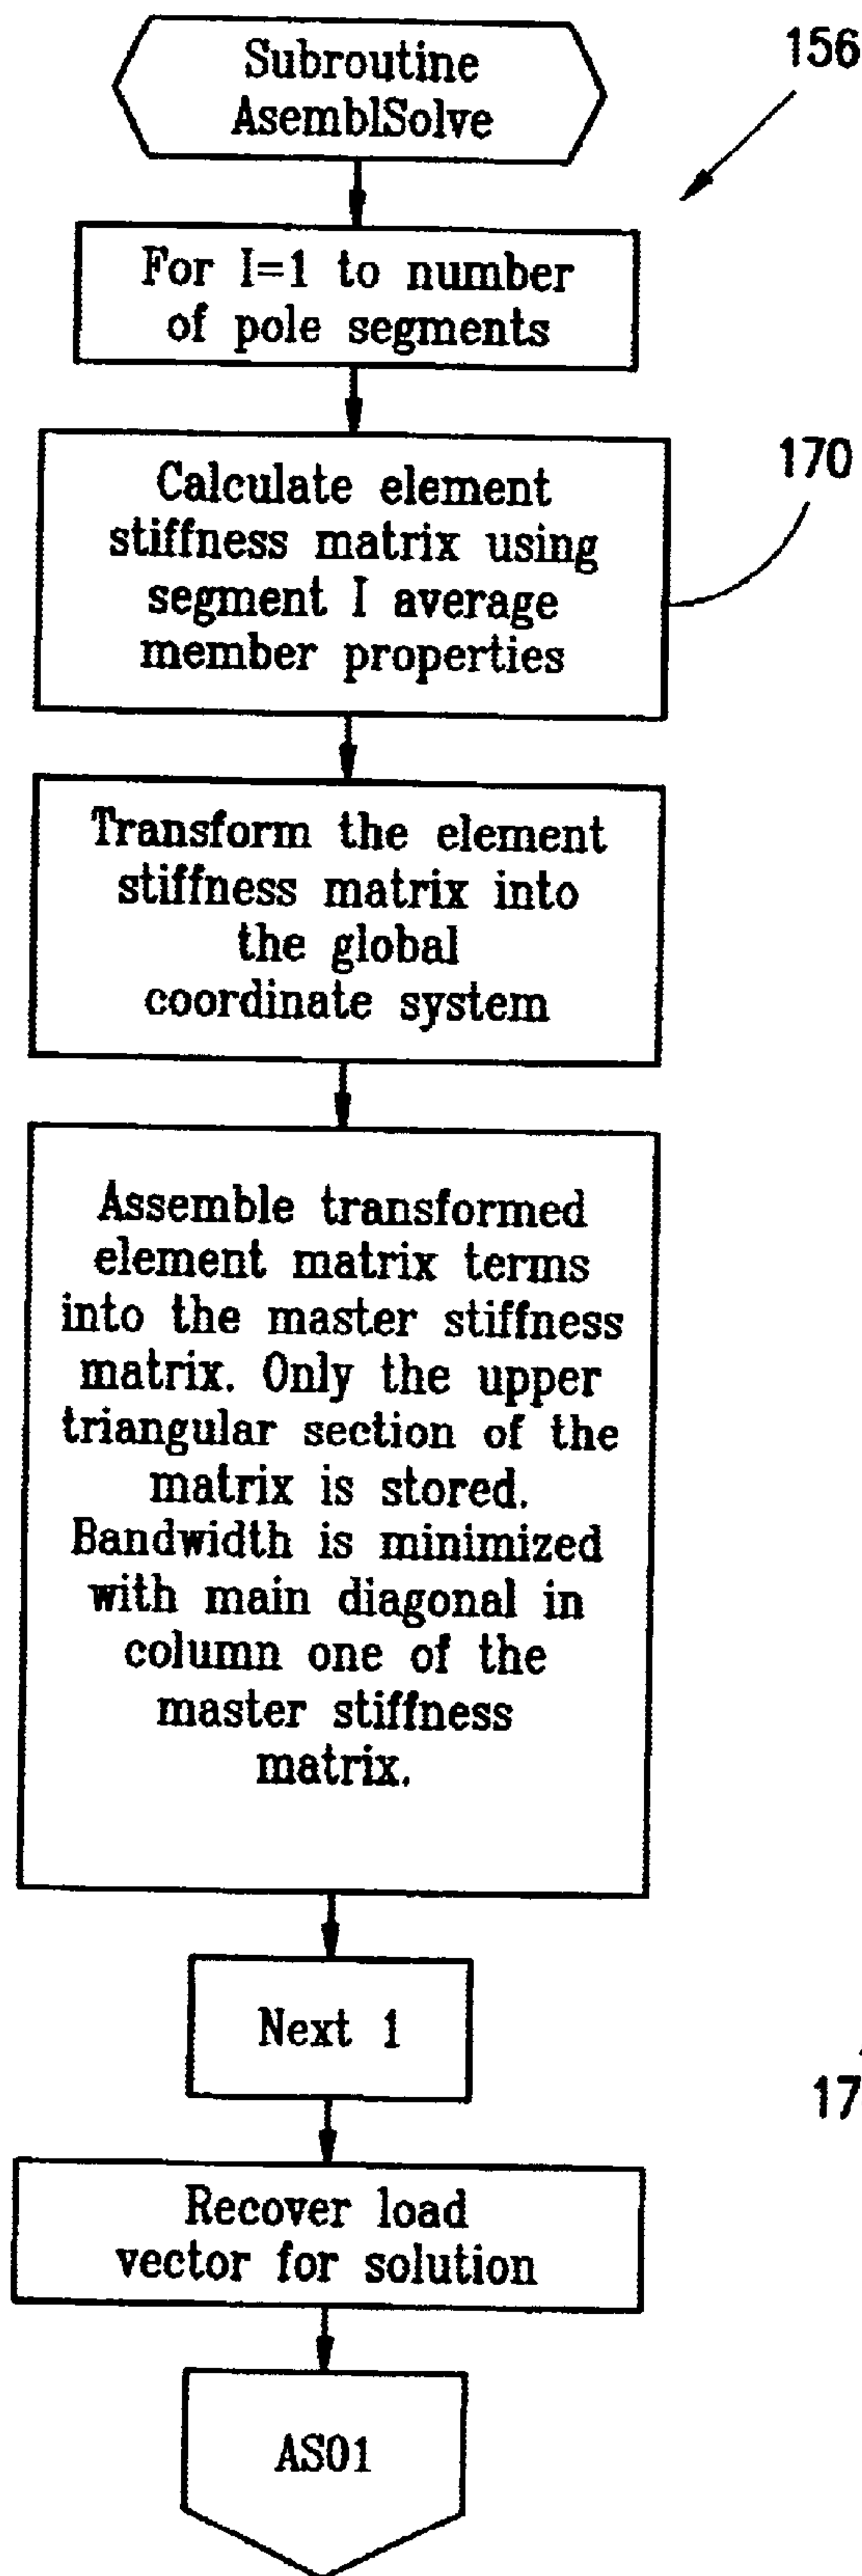 Subroutine
AsemblSolve
156
For I=1 to number
of pole segments
Calculate element
stiffness matrix using
segment I average
member properties
170
Transform the element
stiffness matrix into
the global
coordinate system
Assemble transformed
element matrix terms
into the master stiffness
matrix. Only the upper
triangular section of the
matrix is stored.
Bandwidth is minimized
with main diagonal in
column one of the
master stiffness
matrix.
Next 1
Recover load
vector for solution
AS01